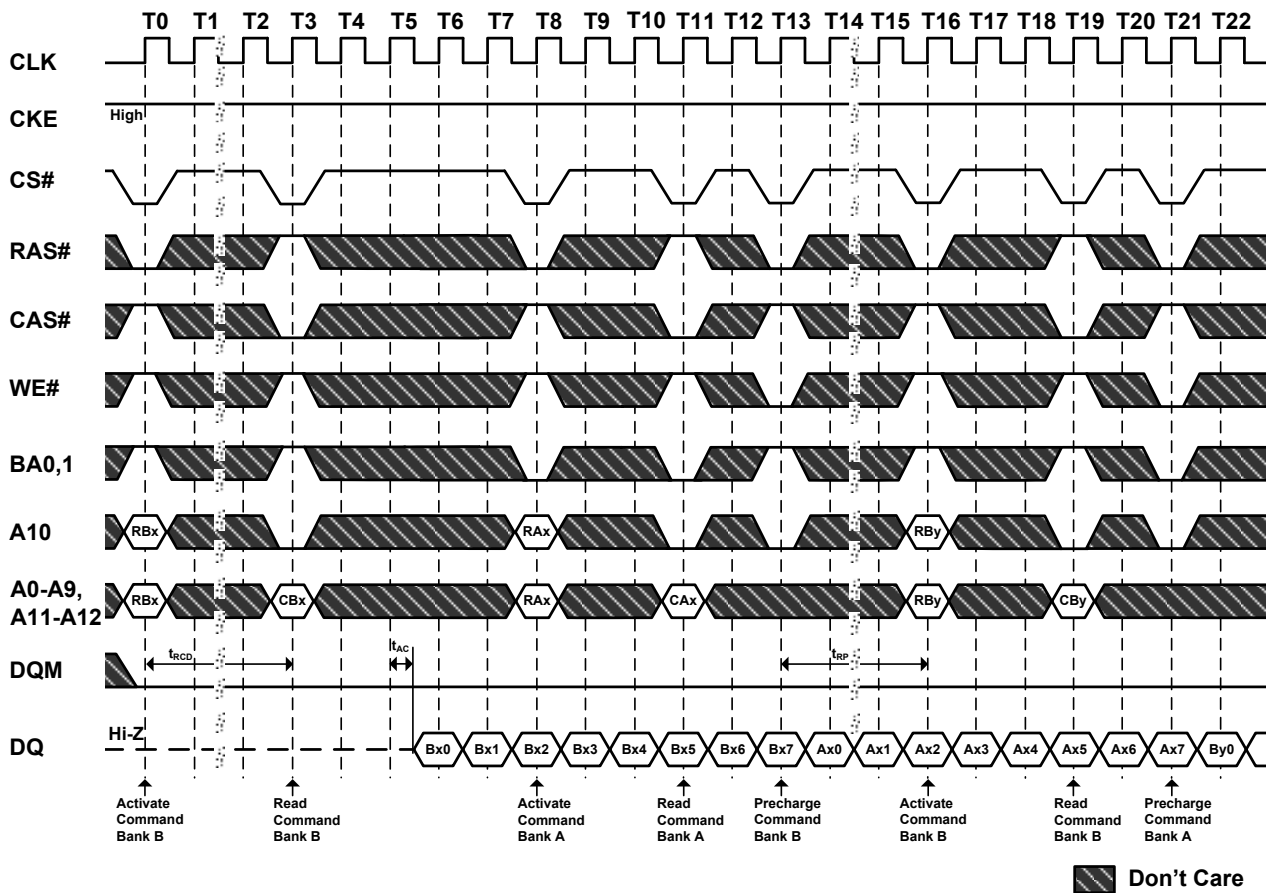 T0 T1 T2 T3 T4 T5 T6 T7 T8 T9 T10 T11 T12 T13 T14 T15 T16 T17 T18 T19 T20 T21 T22
CLK
CKE High
CS#
RAS#
CAS#
WE#
BA0,1
A10 RBx RAx RBy
A0-A9,
A11-A12 RBx CBx RAx CAx RBy CBy
DQM tRCD tAC tRP
DQ Hi-Z Bx0 Bx1 Bx2 Bx3 Bx4 Bx5 Bx6 Bx7 Ax0 Ax1 Ax2 Ax3 Ax4 Ax5 Ax6 Ax7 By0
Activate
Command
Bank B
Read
Command
Bank B
Activate
Command
Bank A
Read
Command
Bank A
Precharge
Command
Bank B
Activate
Command
Bank B
Read
Command
Bank B
Precharge
Command
Bank A
Don't Care